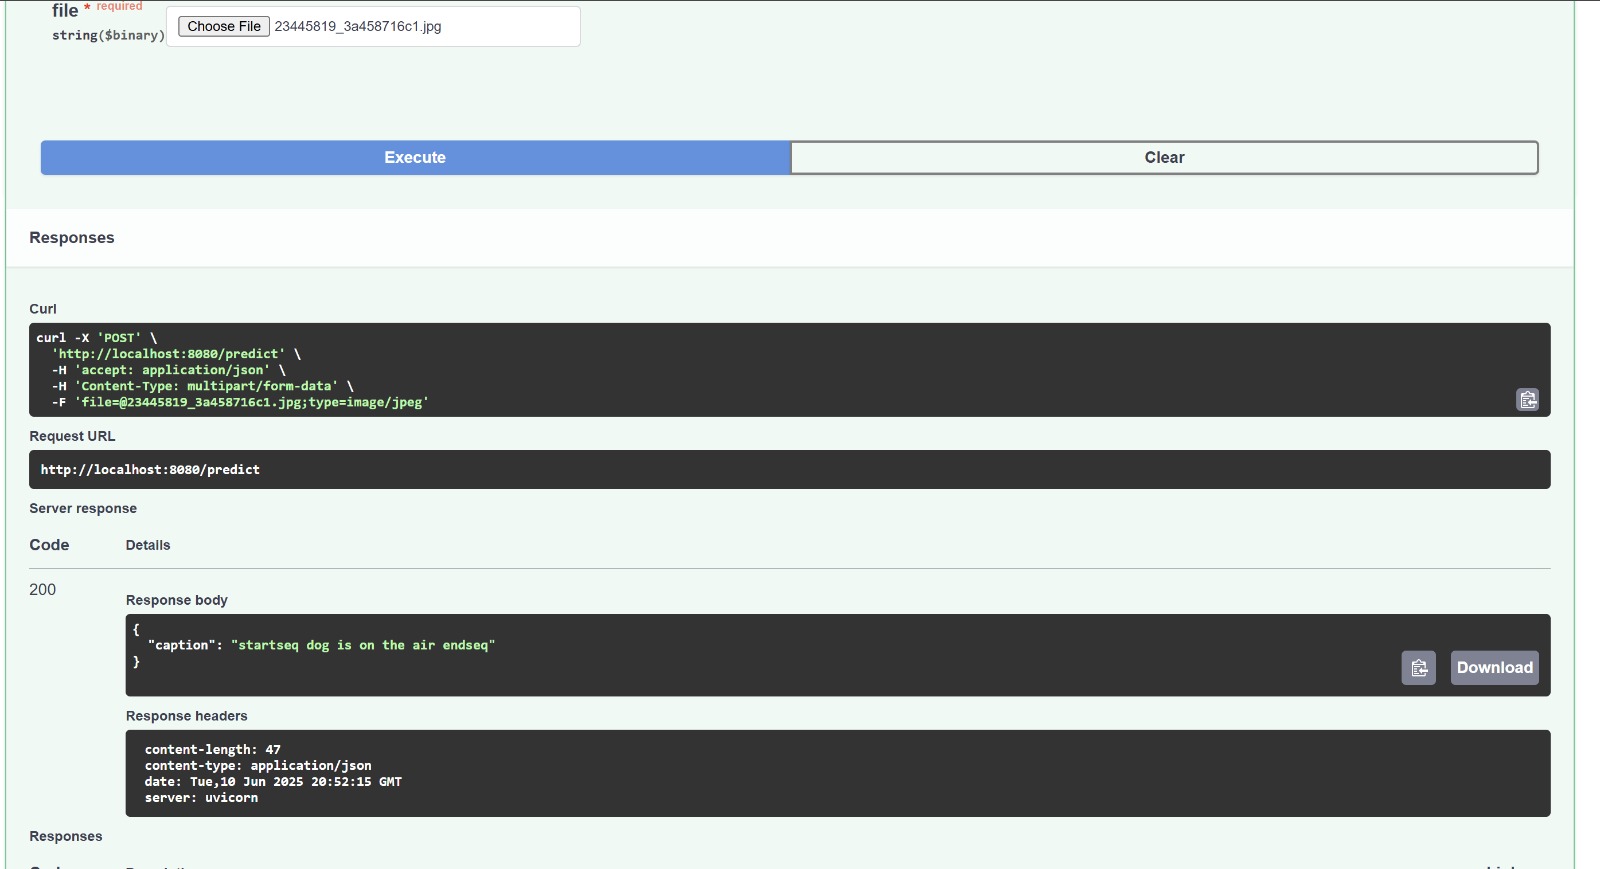 file * required
string($binary)
Choose File 23445819_3a458716c1.jpg
Execute
Clear
Responses
Curl
curl -X 'POST' \
  'http://localhost:8080/predict' \
  -H 'accept: application/json' \
  -H 'Content-Type: multipart/form-data' \
  -F 'file=@23445819_3a458716c1.jpg;type=image/jpeg'
Request URL
http://localhost:8080/predict
Server response
Code Details
200
Response body
{
  "caption": "startseq dog is on the air endseq"
}
Download
Response headers
content-length: 47
content-type: application/json
date: Tue,10 Jun 2025 20:52:15 GMT
server: uvicorn
Responses